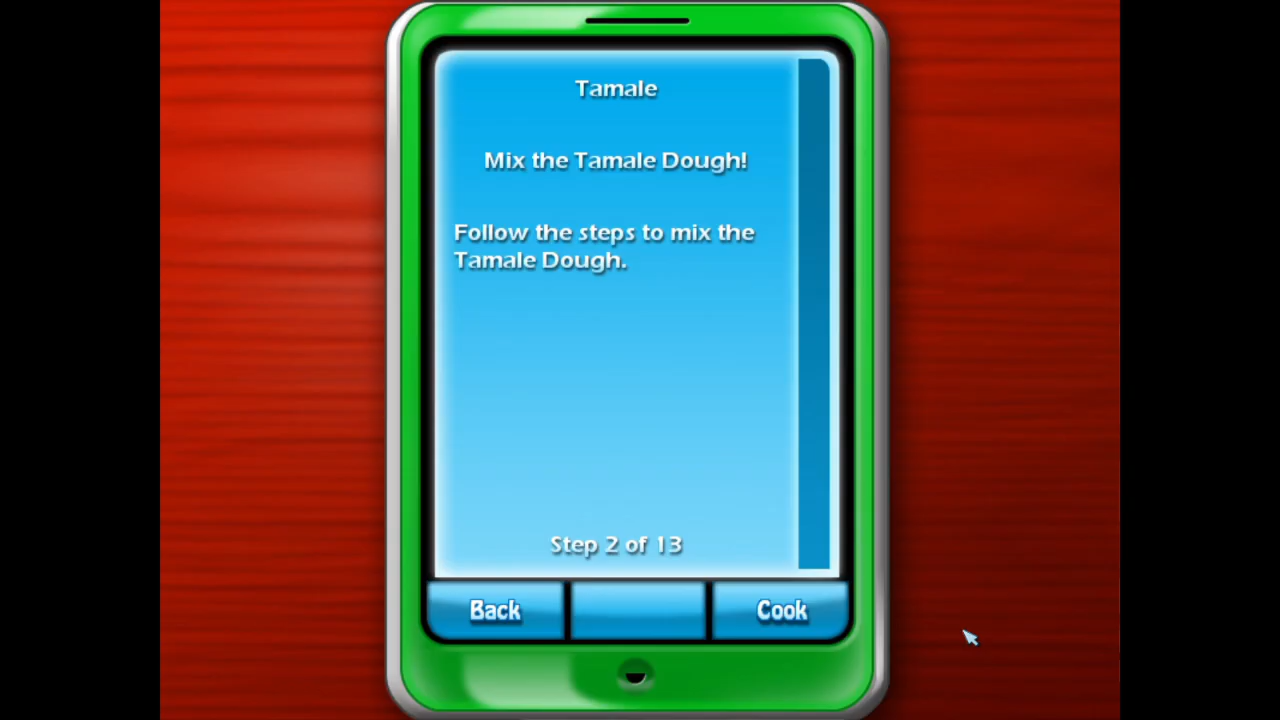 Tamale
Mix the Tamale Dough!
Follow the steps to mix the
Tamale Dough.
Step 2 of 13
Back
Cook